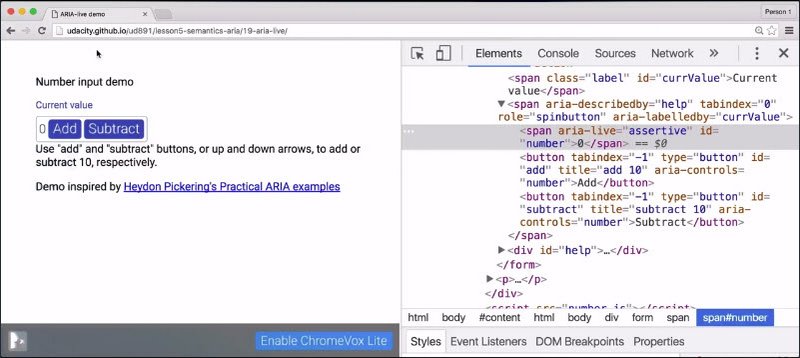 ARIA-live demo
Person 1
udacity.github.io/ud891/lesson5-semantics-aria/19-aria-live/
Number input demo
Current value
0 Add Subtract
Use "add" and "subtract" buttons, or up and down arrows, to add or
subtract 10, respectively.
Demo inspired by Heydon Pickering's Practical ARIA examples
Enable ChromeVox Lite
Elements Console Sources Network
<span class="label" id="currValue">Current
value</span>
▼<span aria-describedby="help" tabindex="0"
role="spinbutton" aria-labelledby="currValue">
<span aria-live="assertive" id=
"number">0</span> == $0
<button tabindex="-1" type="button" id=
"add" title="add 10" aria-controls=
"number">Add</button>
<button tabindex="-1" type="button" id=
"subtract" title="subtract 10" aria-
controls="number">Subtract</button>
</span>
▶<div id="help">…</div>
</form>
▶<p>…</p>
</div>
html body #content html body div form span span#number
Styles Event Listeners DOM Breakpoints Properties